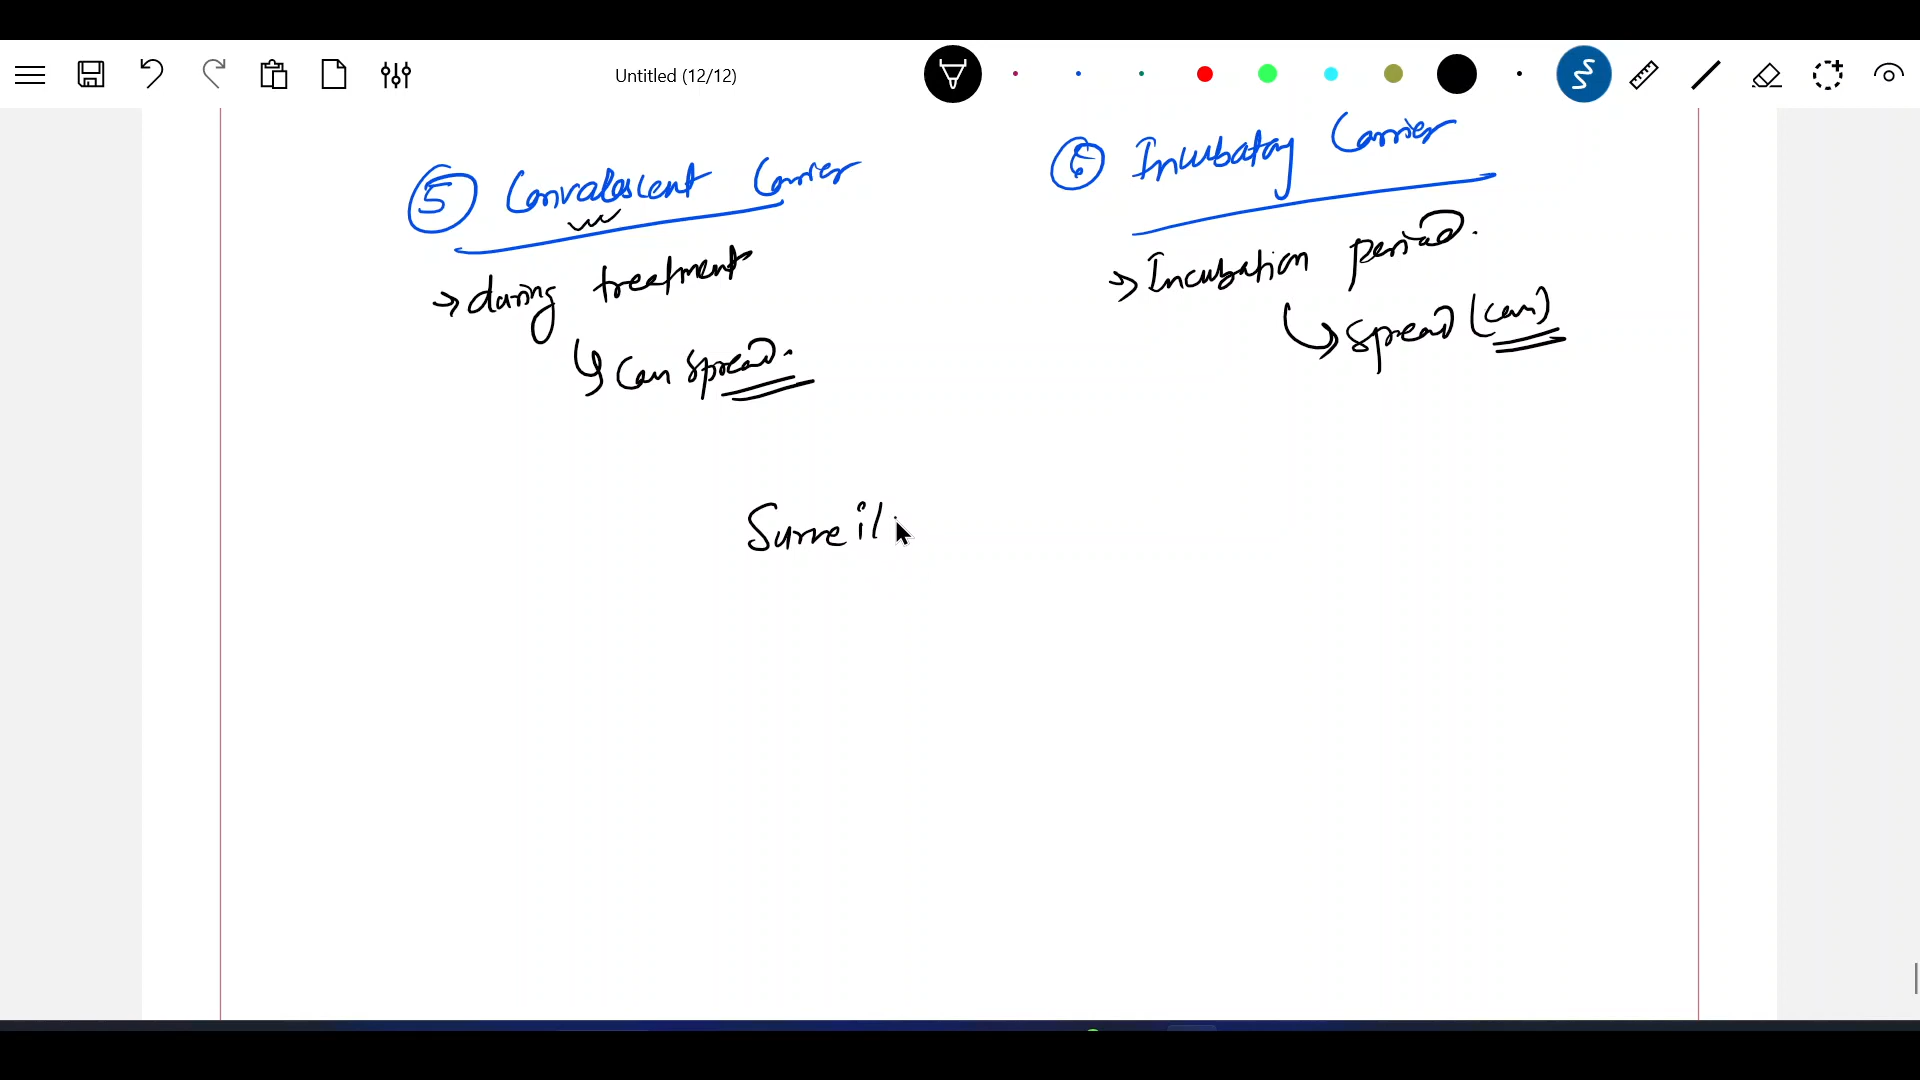 Untitled (12/12)
5 Convalescent Carrier
→ during treatment
↳ Can spread.
6 Incubatory Carrier
→ Incubation period.
↳ spread (can)
Surveil